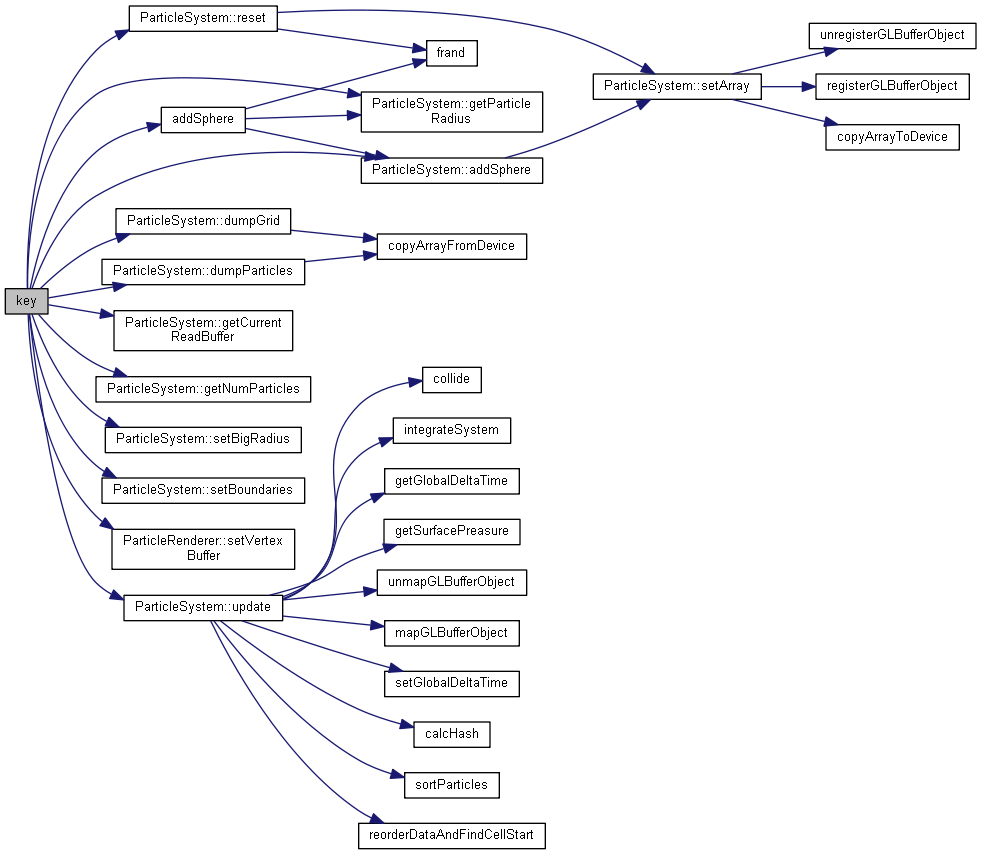 ParticleSystem::reset
frand
unregisterGLBufferObject
ParticleSystem::setArray
registerGLBufferObject
ParticleSystem::getParticle
Radius
addSphere
copyArrayToDevice
ParticleSystem::addSphere
ParticleSystem::dumpGrid
copyArrayFromDevice
ParticleSystem::dumpParticles
key
ParticleSystem::getCurrent
ReadBuffer
ParticleSystem::getNumParticles
collide
ParticleSystem::setBigRadius
integrateSystem
ParticleSystem::setBoundaries
getGlobalDeltaTime
ParticleRenderer::setVertex
Buffer
getSurfacePreasure
unmapGLBufferObject
ParticleSystem::update
mapGLBufferObject
setGlobalDeltaTime
calcHash
sortParticles
reorderDataAndFindCellStart